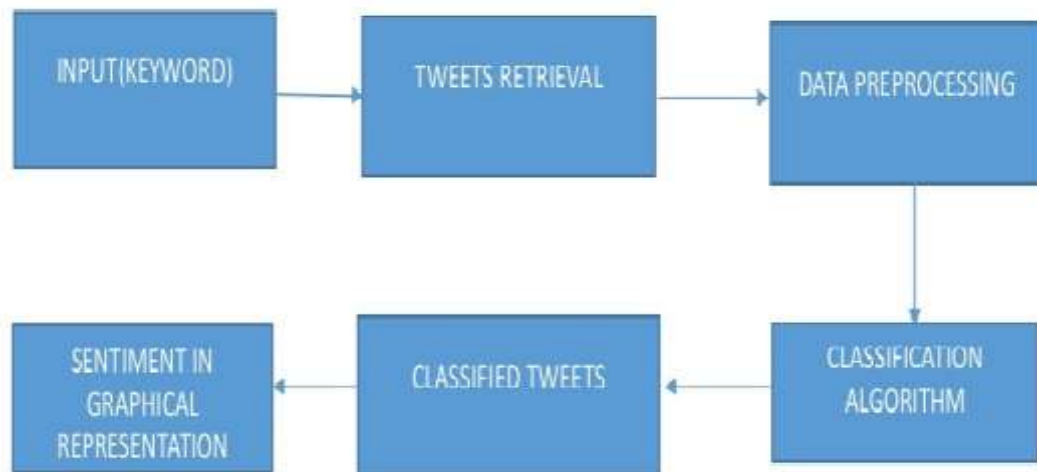 INPUT(KEYWORD)
TWEETS RETRIEVAL
DATA PREPROCESSING
CLASSIFICATION
ALGORITHM
CLASSIFIED TWEETS
SENTIMENT IN
GRAPHICAL
REPRESENTATION